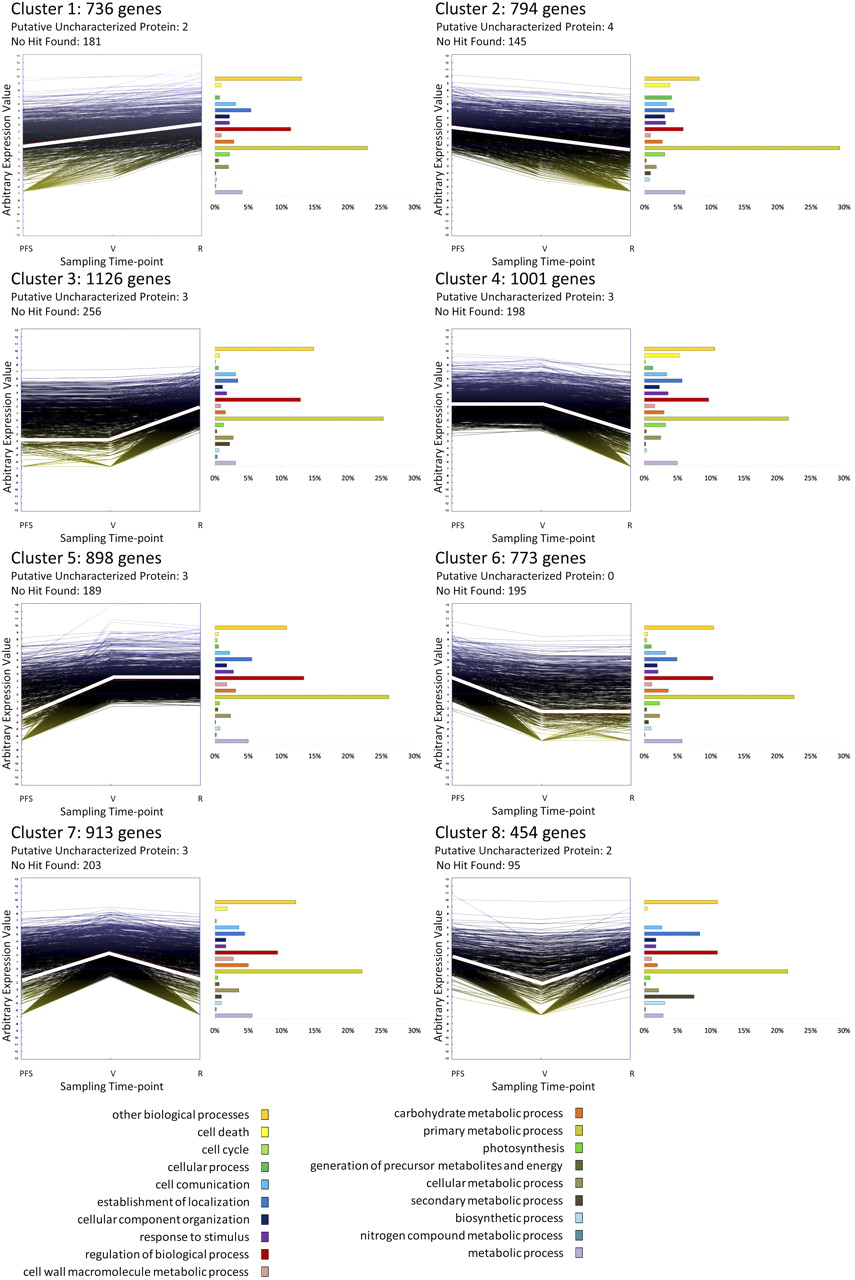 Cluster 1: 736 genes
Putative Uncharacterized Protein: 2
No Hit Found: 181
Arbitrary Expression Value
PFS V R
Sampling Time-point
0% 5% 10% 15% 20% 25% 30%
Cluster 2: 794 genes
Putative Uncharacterized Protein: 4
No Hit Found: 145
Arbitrary Expression Value
PFS V R
Sampling Time-point
0% 5% 10% 15% 20% 25% 30%
Cluster 3: 1126 genes
Putative Uncharacterized Protein: 3
No Hit Found: 256
Arbitrary Expression Value
PFS V R
Sampling Time-point
0% 5% 10% 15% 20% 25% 30%
Cluster 4: 1001 genes
Putative Uncharacterized Protein: 3
No Hit Found: 198
Arbitrary Expression Value
PFS V R
Sampling Time-point
0% 5% 10% 15% 20% 25% 30%
Cluster 5: 898 genes
Putative Uncharacterized Protein: 3
No Hit Found: 189
Arbitrary Expression Value
PFS V R
Sampling Time-point
0% 5% 10% 15% 20% 25% 30%
Cluster 6: 773 genes
Putative Uncharacterized Protein: 0
No Hit Found: 195
Arbitrary Expression Value
PFS V R
Sampling Time-point
0% 5% 10% 15% 20% 25% 30%
Cluster 7: 913 genes
Putative Uncharacterized Protein: 3
No Hit Found: 203
Arbitrary Expression Value
PFS V R
Sampling Time-point
0% 5% 10% 15% 20% 25% 30%
Cluster 8: 454 genes
Putative Uncharacterized Protein: 2
No Hit Found: 95
Arbitrary Expression Value
PFS V R
Sampling Time-point
0% 5% 10% 15% 20% 25% 30%
other biological processes
cell death
cell cycle
cellular process
cell comunication
establishment of localization
cellular component organization
response to stimulus
regulation of biological process
cell wall macromolecule metabolic process
carbohydrate metabolic process
primary metabolic process
photosynthesis
generation of precursor metabolites and energy
cellular metabolic process
secondary metabolic process
biosynthetic process
nitrogen compound metabolic process
metabolic process